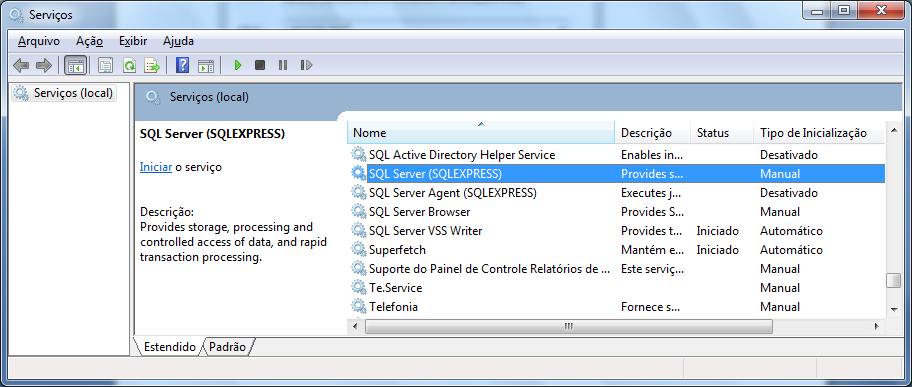 Serviços
Arquivo Ação Exibir Ajuda
Serviços (local)
Serviços (local)
SQL Server (SQLEXPRESS)
Iniciar o serviço
Descrição:
Provides storage, processing and
controlled access of data, and rapid
transaction processing.
Nome Descrição Status Tipo de Inicialização
SQL Active Directory Helper Service Enables in... Desativado
SQL Server (SQLEXPRESS) Provides s... Manual
SQL Server Agent (SQLEXPRESS) Executes j... Desativado
SQL Server Browser Provides S... Manual
SQL Server VSS Writer Provides t... Iniciado Automático
Superfetch Mantém e... Iniciado Automático
Suporte do Painel de Controle Relatórios de ... Este serviç... Manual
Te.Service Manual
Telefonia Fornece s... Manual
Estendido Padrão